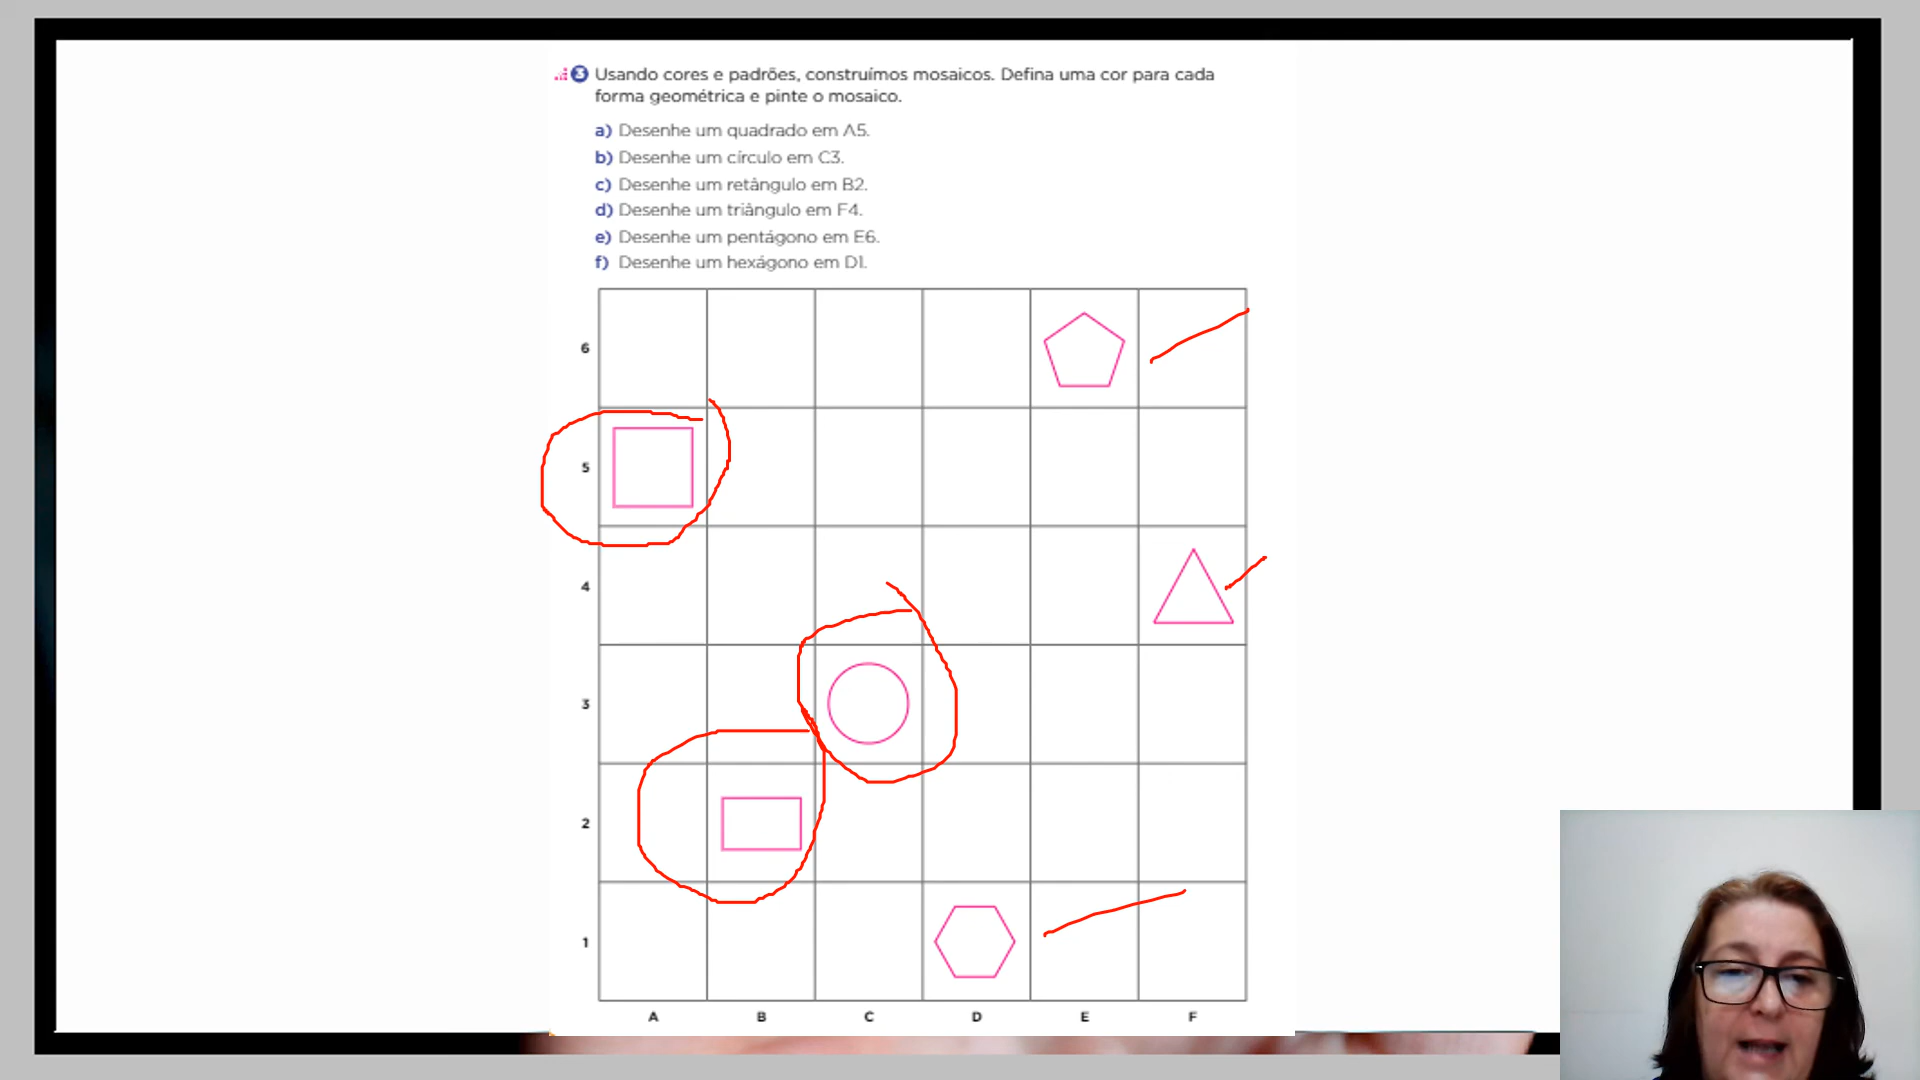 3 Usando cores e padrões, construímos mosaicos. Defina uma cor para cada
forma geométrica e pinte o mosaico.
a) Desenhe um quadrado em A5.
b) Desenhe um círculo em C3.
c) Desenhe um retângulo em B2.
d) Desenhe um triângulo em F4.
e) Desenhe um pentágono em E6.
f) Desenhe um hexágono em D1.
6
5
4
3
2
1
A B C D E F